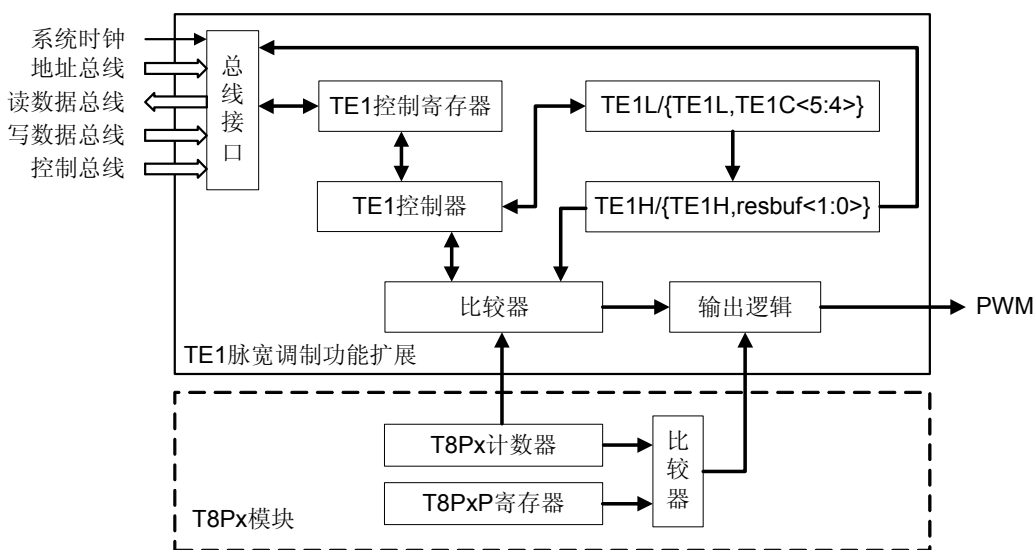 系统时钟
地址总线
读数据总线
写数据总线
控制总线
总线接口
TE1控制寄存器
TE1L/{TE1L,TE1C<5:4>}
TE1控制器
TE1H/{TE1H,resbuf<1:0>}
比较器
输出逻辑
PWM
TE1脉宽调制功能扩展
T8Px计数器
比较器
T8PxP寄存器
T8Px模块